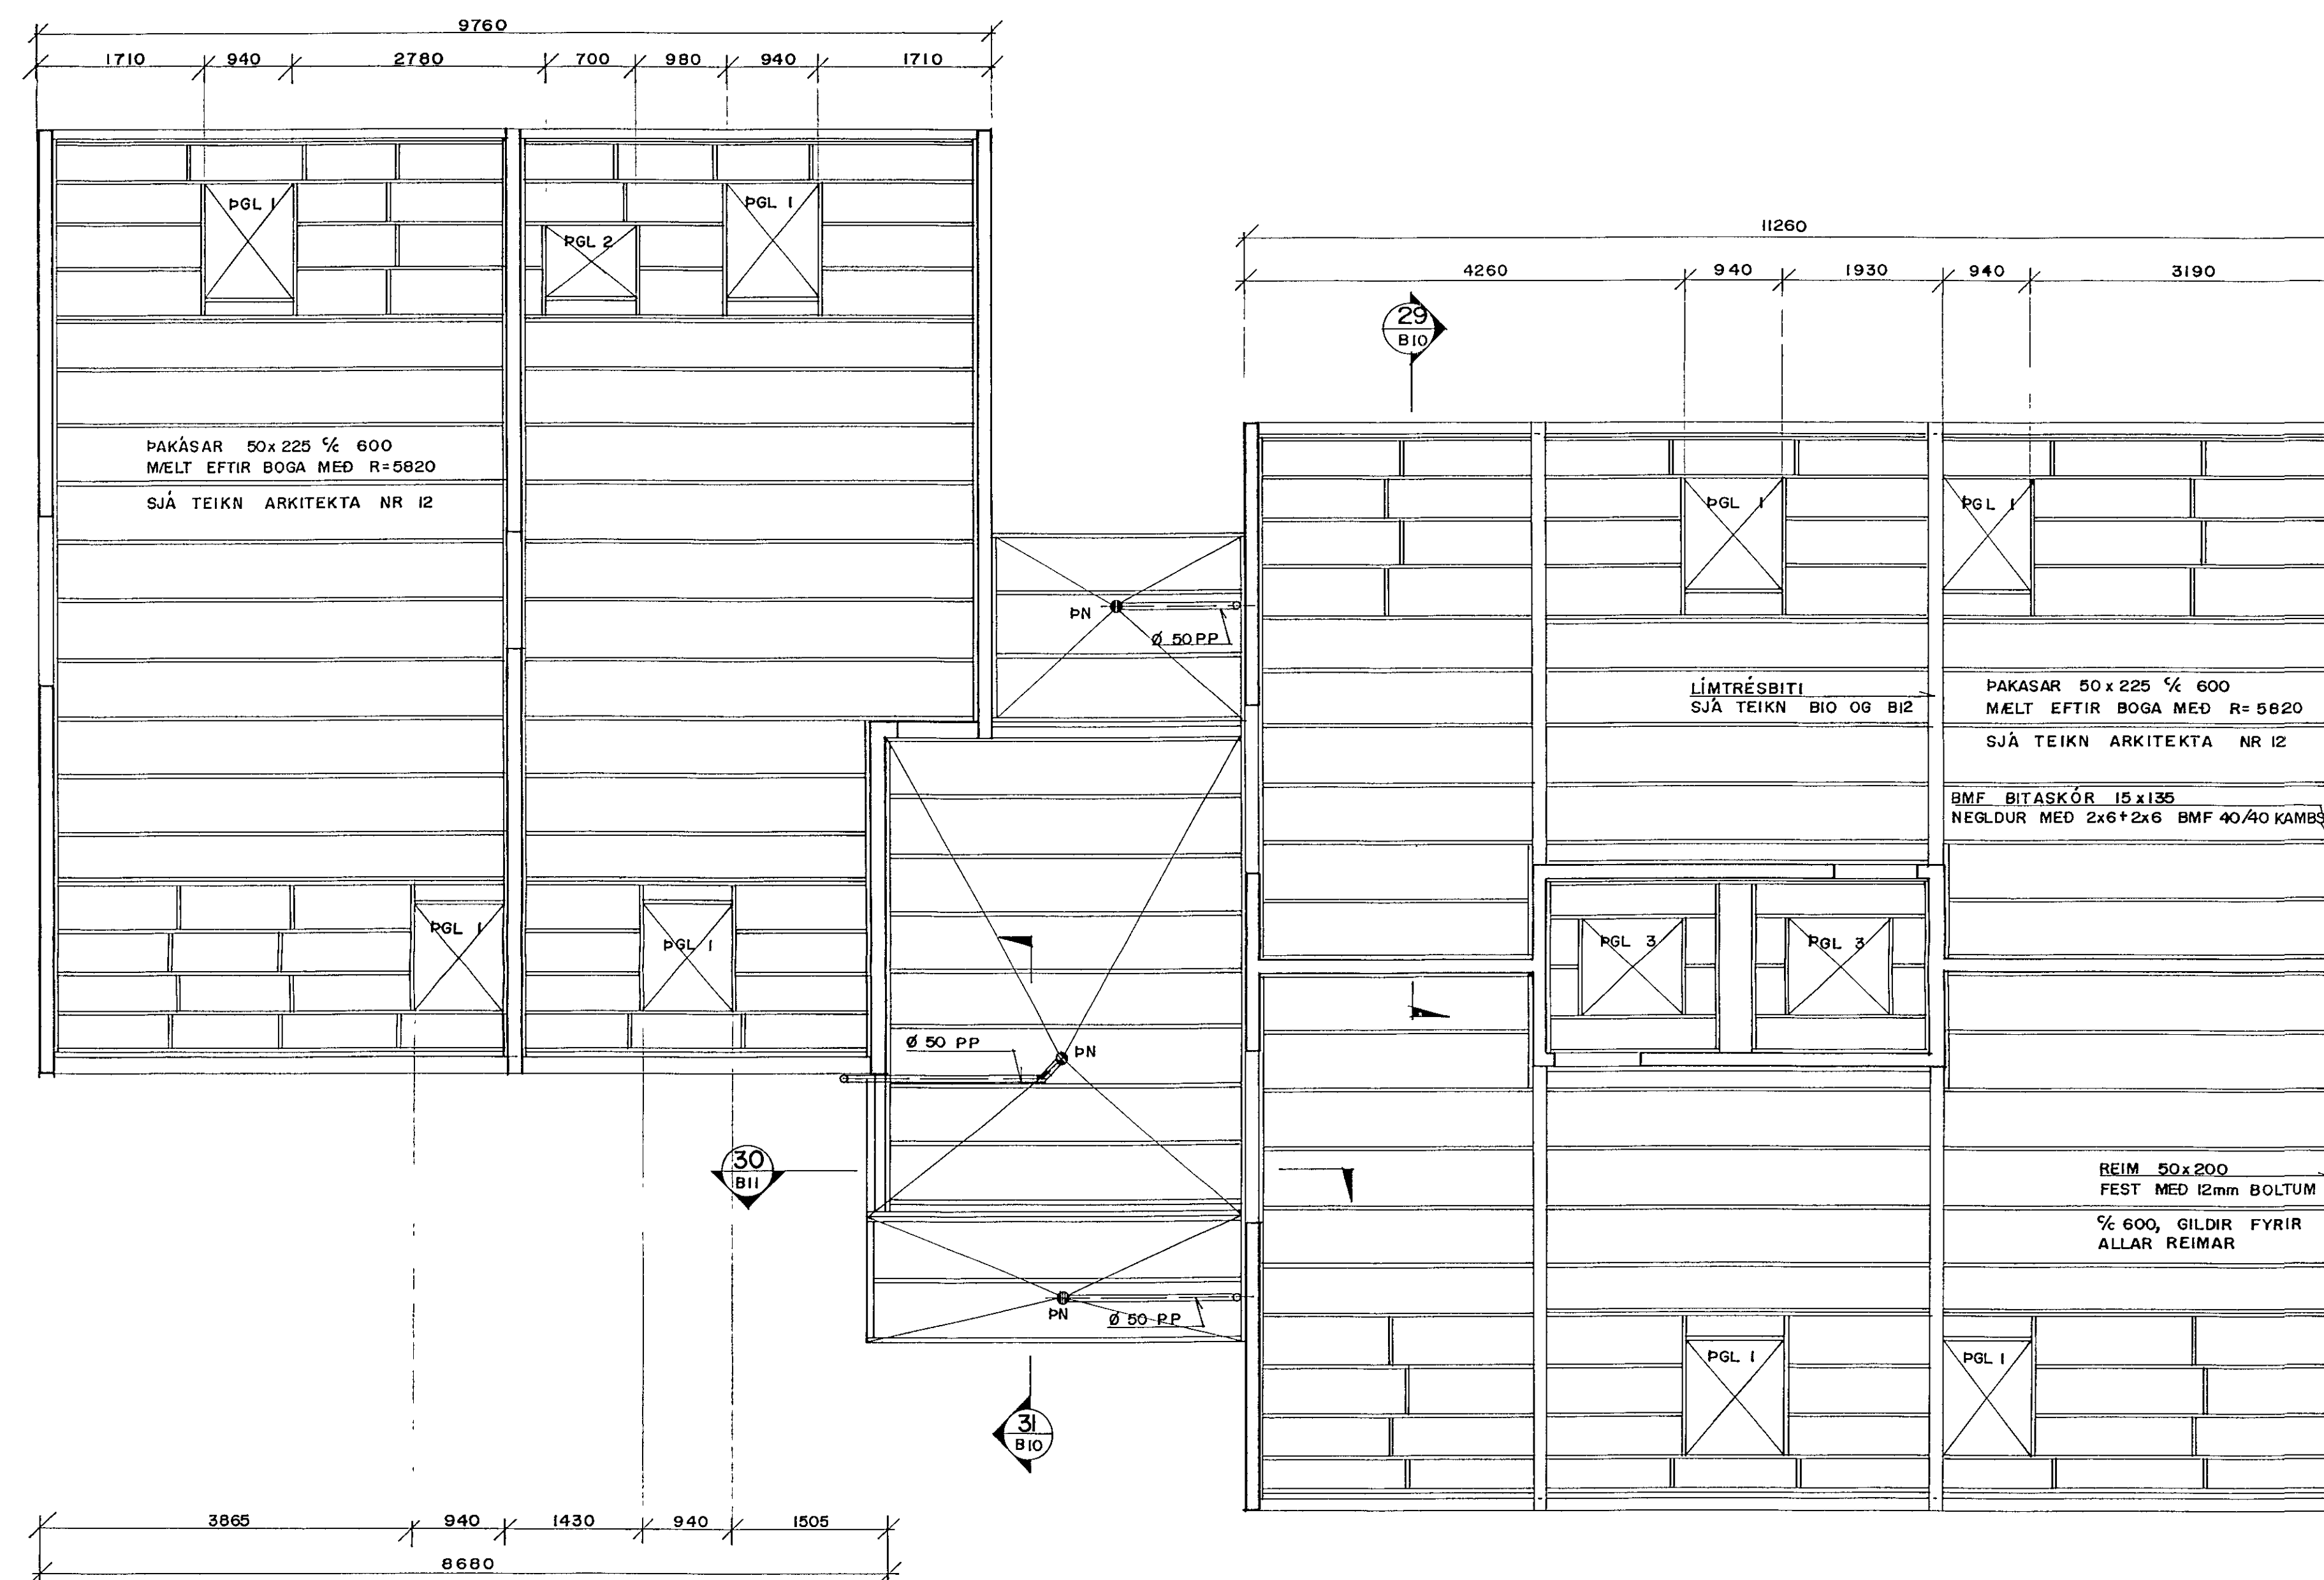 9760
1710 940 2780 700 980 940 1710
ÞGL 1
ÞGL 2
ÞGL 1
ÞAKÁSAR 50x225 c/c 600
MÆLT EFTIR BOGA MEÐ R=5820
SJÁ TEIKN ARKITEKTA NR 12
11260
4260 940 1930 940 3190
29
B10
ÞGL 1
ÞGL 1
ÞN
Ø 50 PP
LÍMTRÉSBITI
SJÁ TEIKN B10 OG B12
ÞAKASAR 50x225 c/c 600
MÆLT EFTIR BOGA MEÐ R=5820
SJÁ TEIKN ARKITEKTA NR 12
BMF BITASKÓR 15x135
NEGLDUR MEÐ 2x6+2x6 BMF 40/40 KAMBS
ÞGL 1
ÞGL 1
ÞGL 3
ÞGL 3
Ø 50 PP
ÞN
30
B11
REIM 50x200
FEST MEÐ 12mm BOLTUM
c/c 600, GILDIR FYRIR
ALLAR REIMAR
ÞN
Ø 50 PP
ÞGL 1
ÞGL 1
31
B10
3865 940 1430 940 1505
8680